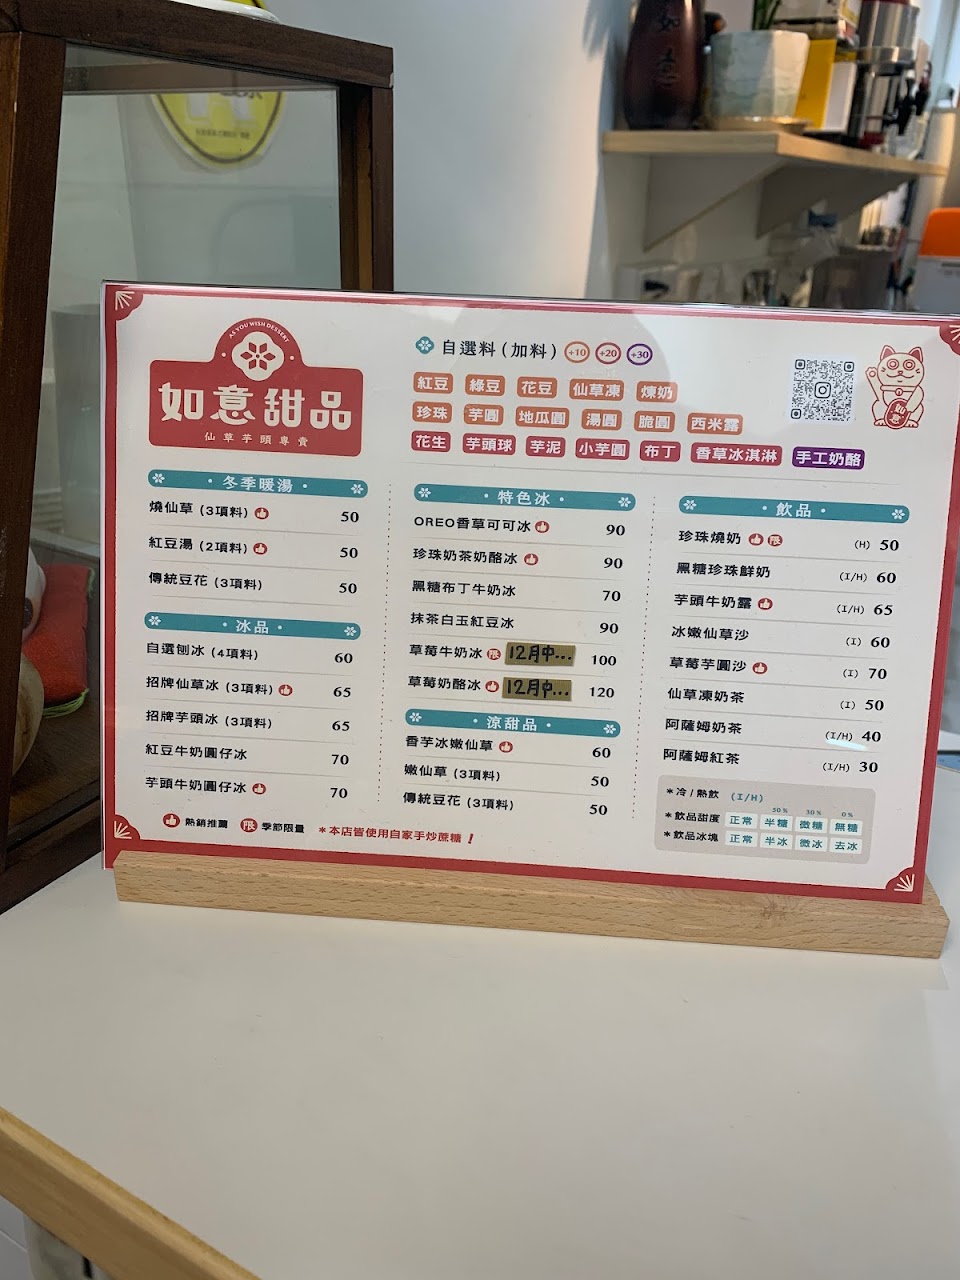 如意
AS YOU WISH DESSERT
如意甜品
仙草芋頭專賣
自選料(加料) +10 +20 +30
紅豆 綠豆 花豆 仙草凍 煉奶
珍珠 芋圓 地瓜圓 湯圓 脆圓 西米露
花生 芋頭球 芋泥 小芋圓 布丁 香草冰淇淋 手工奶酪
如意
·冬季暖湯·
燒仙草 (3項料) 50
紅豆湯 (2項料) 50
傳統豆花 (3項料) 50
·冰品·
自選刨冰 (4項料) 60
招牌仙草冰 (3項料) 65
招牌芋頭冰 (3項料) 65
紅豆牛奶圓仔冰 70
芋頭牛奶圓仔冰 70
熱銷推薦 限 季節限量 *本店皆使用自家手炒蔗糖!
·特色冰·
OREO香草可可冰 90
珍珠奶茶奶酪冰 90
黑糖布丁牛奶冰 70
抹茶白玉紅豆冰 90
草莓牛奶冰 限 12月中... 100
草莓奶酪冰 12月中... 120
·涼甜品·
香芋冰嫩仙草 60
嫩仙草 (3項料) 50
傳統豆花 (3項料) 50
·飲品·
珍珠燒奶 限 (H) 50
黑糖珍珠鮮奶 (I/H) 60
芋頭牛奶露 (I/H) 65
冰嫩仙草沙 (I) 60
草莓芋圓沙 (I) 70
仙草凍奶茶 (I) 50
阿薩姆奶茶 (I/H) 40
阿薩姆紅茶 (I/H) 30
*冷/熱飲 (I/H)
50% 30% 0%
*飲品甜度 正常 半糖 微糖 無糖
*飲品冰塊 正常 半冰 微冰 去冰